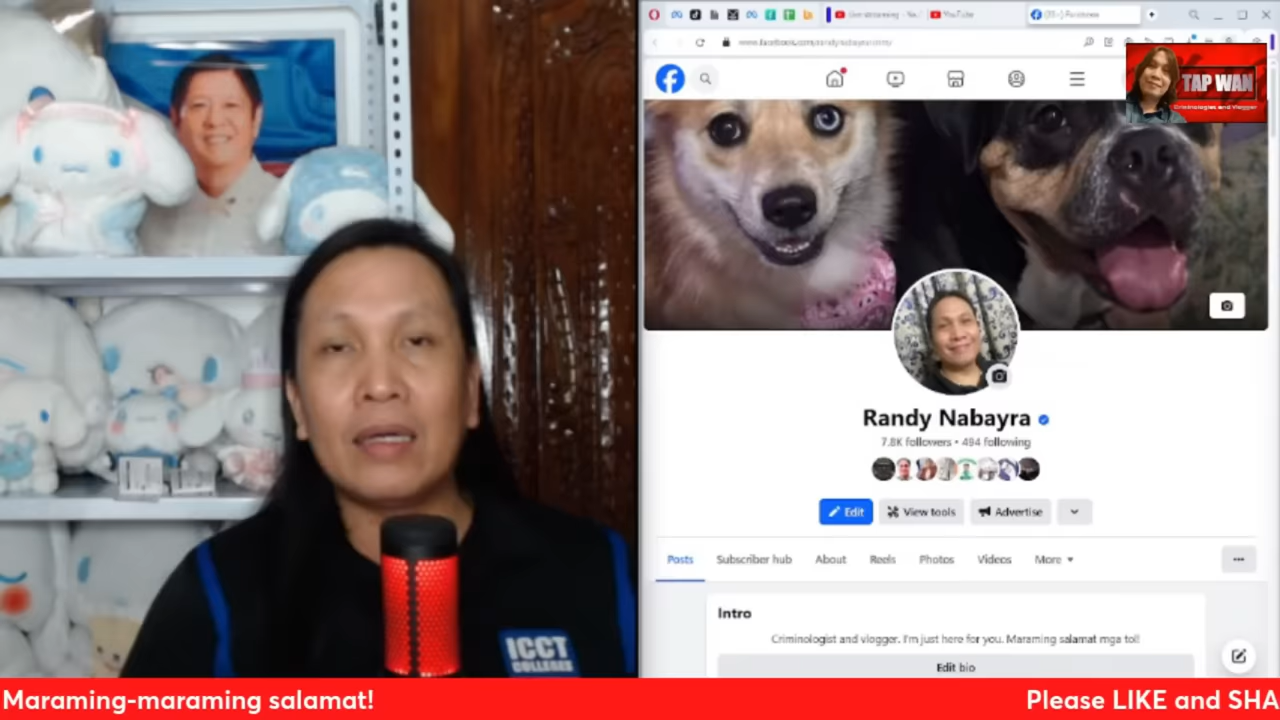 ICCT
COLLEGES
YouTube
TAP WAN
Criminologist and Vlogger
Randy Nabayra
7.8K followers • 494 following
Edit
View tools
Advertise
Posts
Subscriber hub
About
Reels
Photos
Videos
More
Intro
Criminologist and vlogger. I'm just here for you. Maraming salamat mga tol!
Edit bio
Maraming-maraming salamat!
Please LIKE and SHA